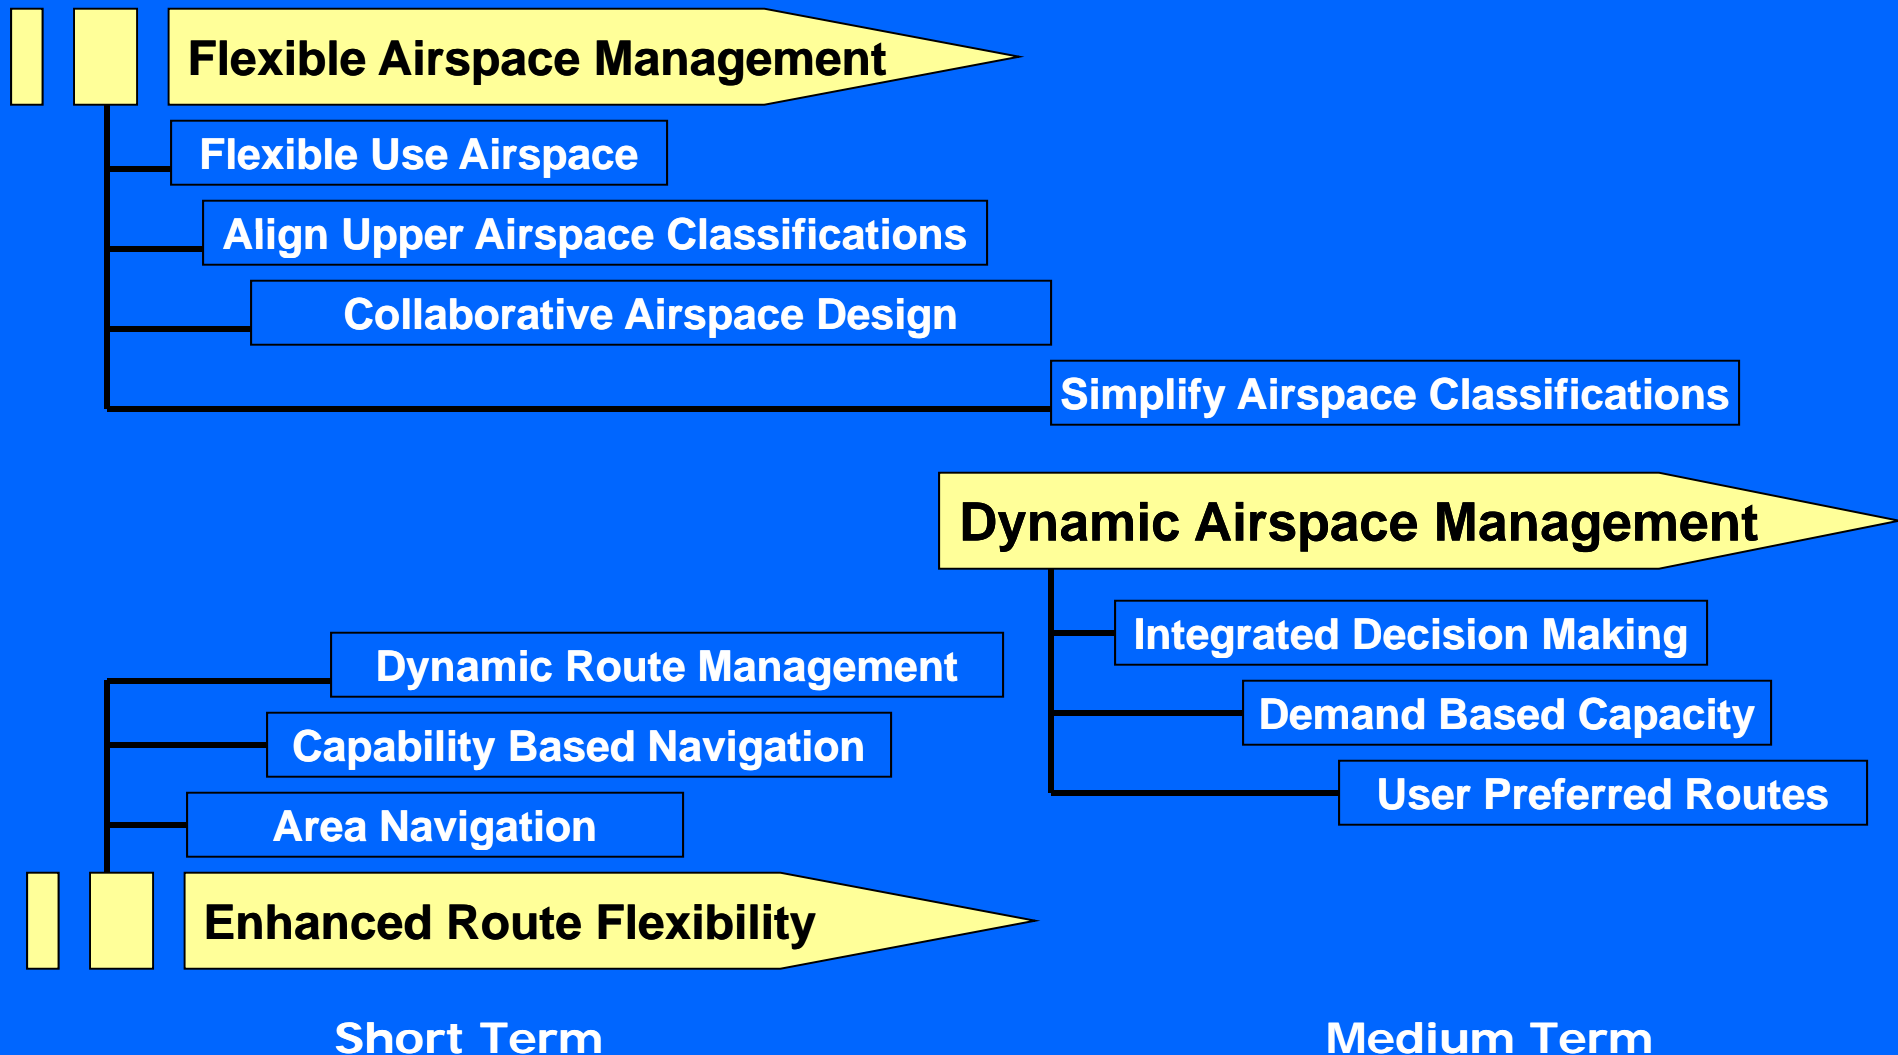 Flexible Airspace Management
Flexible Use Airspace
Align Upper Airspace Classifications
Collaborative Airspace Design
Simplify Airspace Classifications
Dynamic Airspace Management
Integrated Decision Making
Demand Based Capacity
User Preferred Routes
Dynamic Route Management
Capability Based Navigation
Area Navigation
Enhanced Route Flexibility
Short Term
Medium Term